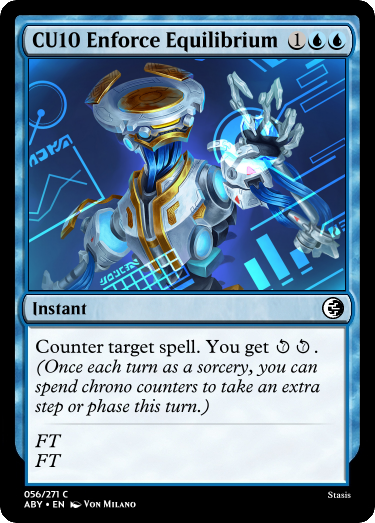 CU10 Enforce Equilibrium 1
Instant
Counter target spell. You get .
(Once each turn as a sorcery, you can
spend chrono counters to take an extra
step or phase this turn.)
FT
FT
056/271 C
Stasis
ABY • EN Von Milano